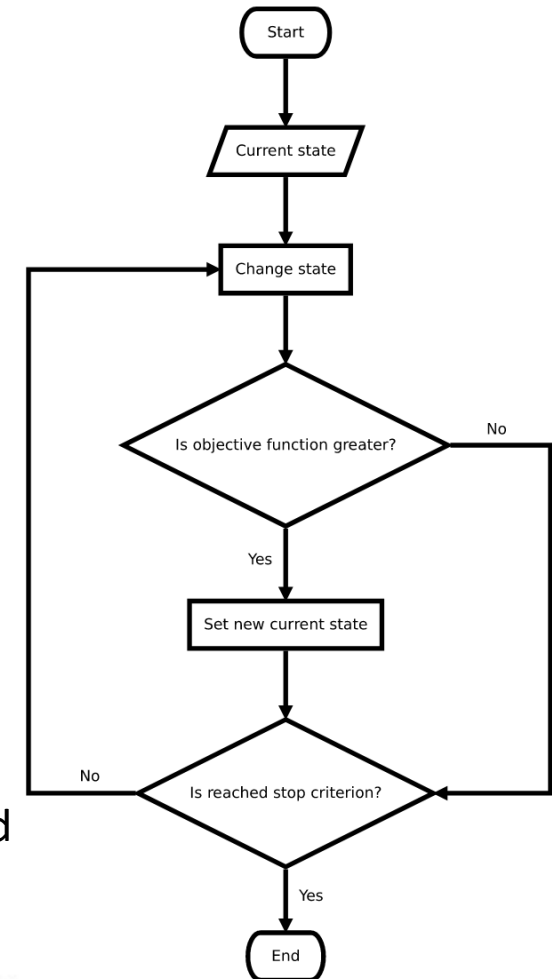 Start
Current state
Change state
Is objective function greater?
No
Yes
Set new current state
No
Is reached stop criterion?
d
Yes
End